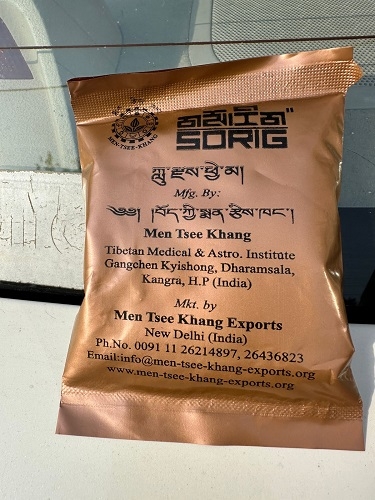 MEN-TSEE-KHANG
SORIG
ཀླུ་རྫས་ཕྱེ་མ།
Mfg. By:
༄༅། །བོད་ཀྱི་སྨན་རྩིས་ཁང་།
Men Tsee Khang
Tibetan Medical & Astro. Institute
Gangchen Kyishong, Dharamsala,
Kangra, H.P (India)
Mkt. by
Men Tsee Khang Exports
New Delhi (India)
Ph.No. 0091 11 26214897, 26436823
Email:info@men-tsee-khang-exports.org
www.men-tsee-khang-exports.org